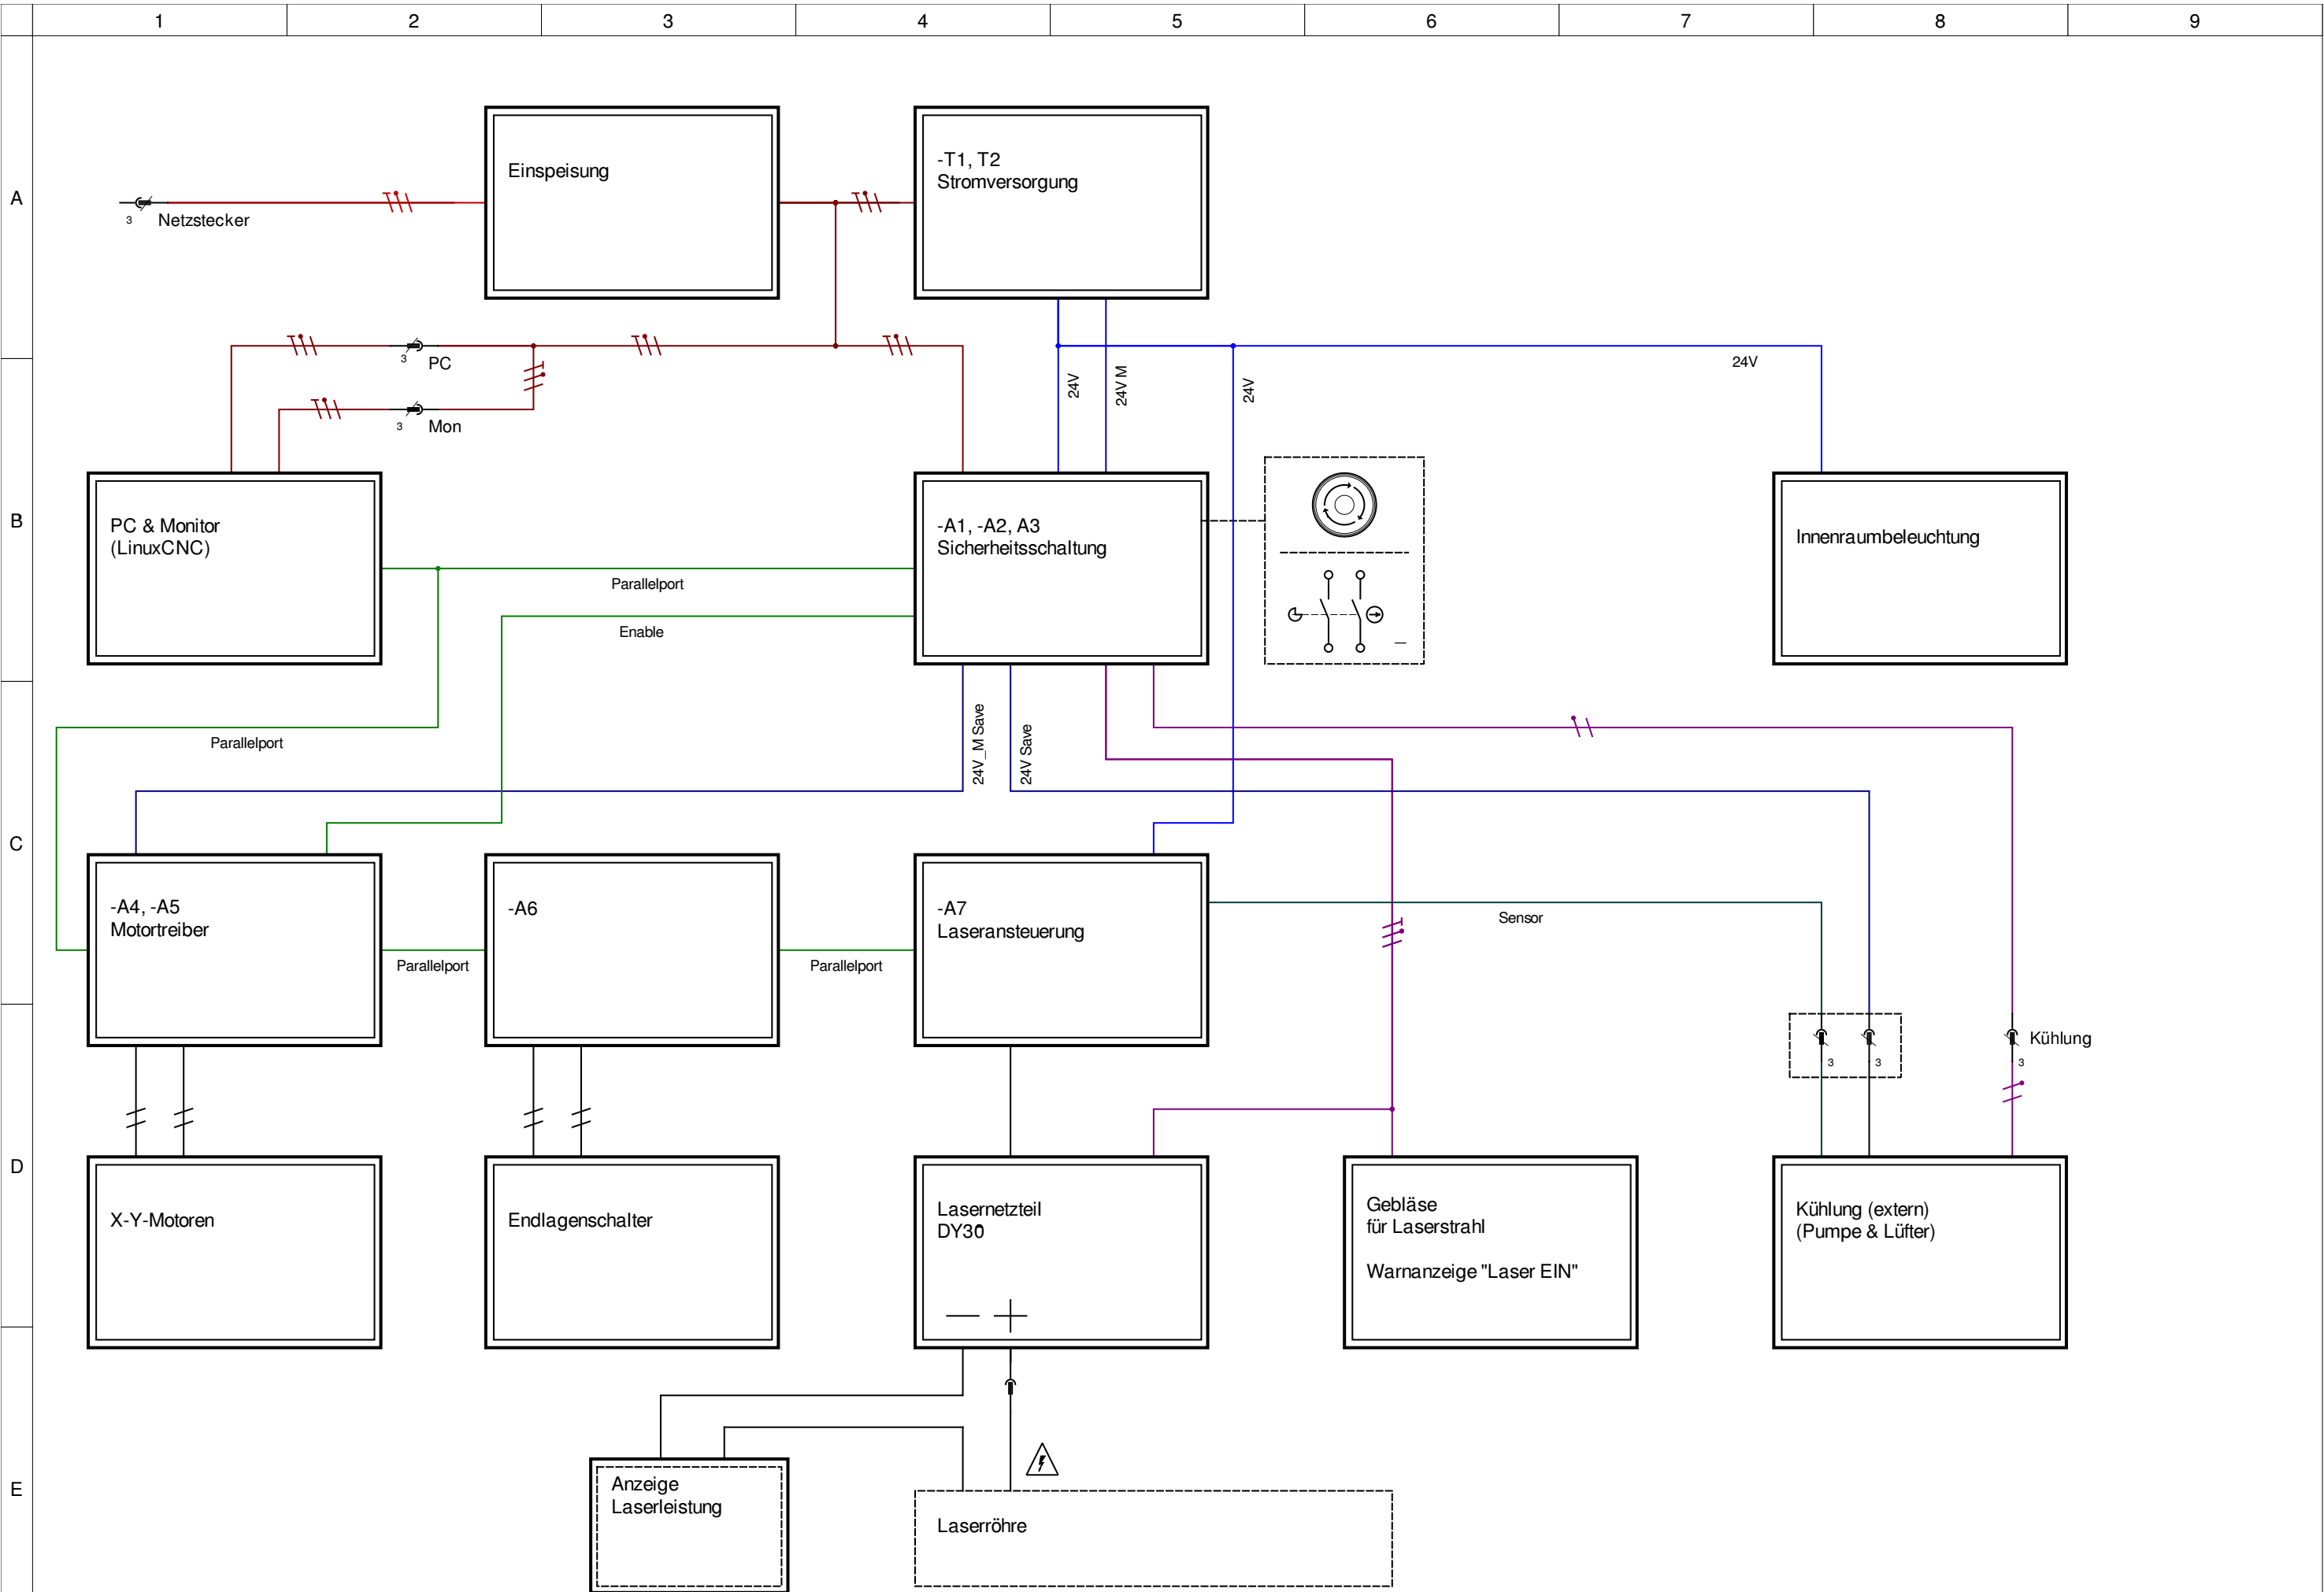 1 2 3 4 5 6 7 8 9
A
Einspeisung
-T1, T2
Stromversorgung
3 Netzstecker
3 PC
24V
24V M
24V
24V
3 Mon
B
PC & Monitor
(LinuxCNC)
-A1, -A2, A3
Sicherheitsschaltung
Innenraumbeleuchtung
Parallelport
Enable
Parallelport
24V_M Save
24V Save
C
-A4, -A5
Motortreiber
-A6
-A7
Laseransteuerung
Sensor
Parallelport
Parallelport
Kühlung
3 3 3
D
X-Y-Motoren
Endlagenschalter
Lasernetzteil
DY30
Gebläse
für Laserstrahl
Warnanzeige "Laser EIN"
Kühlung (extern)
(Pumpe & Lüfter)
E
Anzeige
Laserleistung
Laserröhre